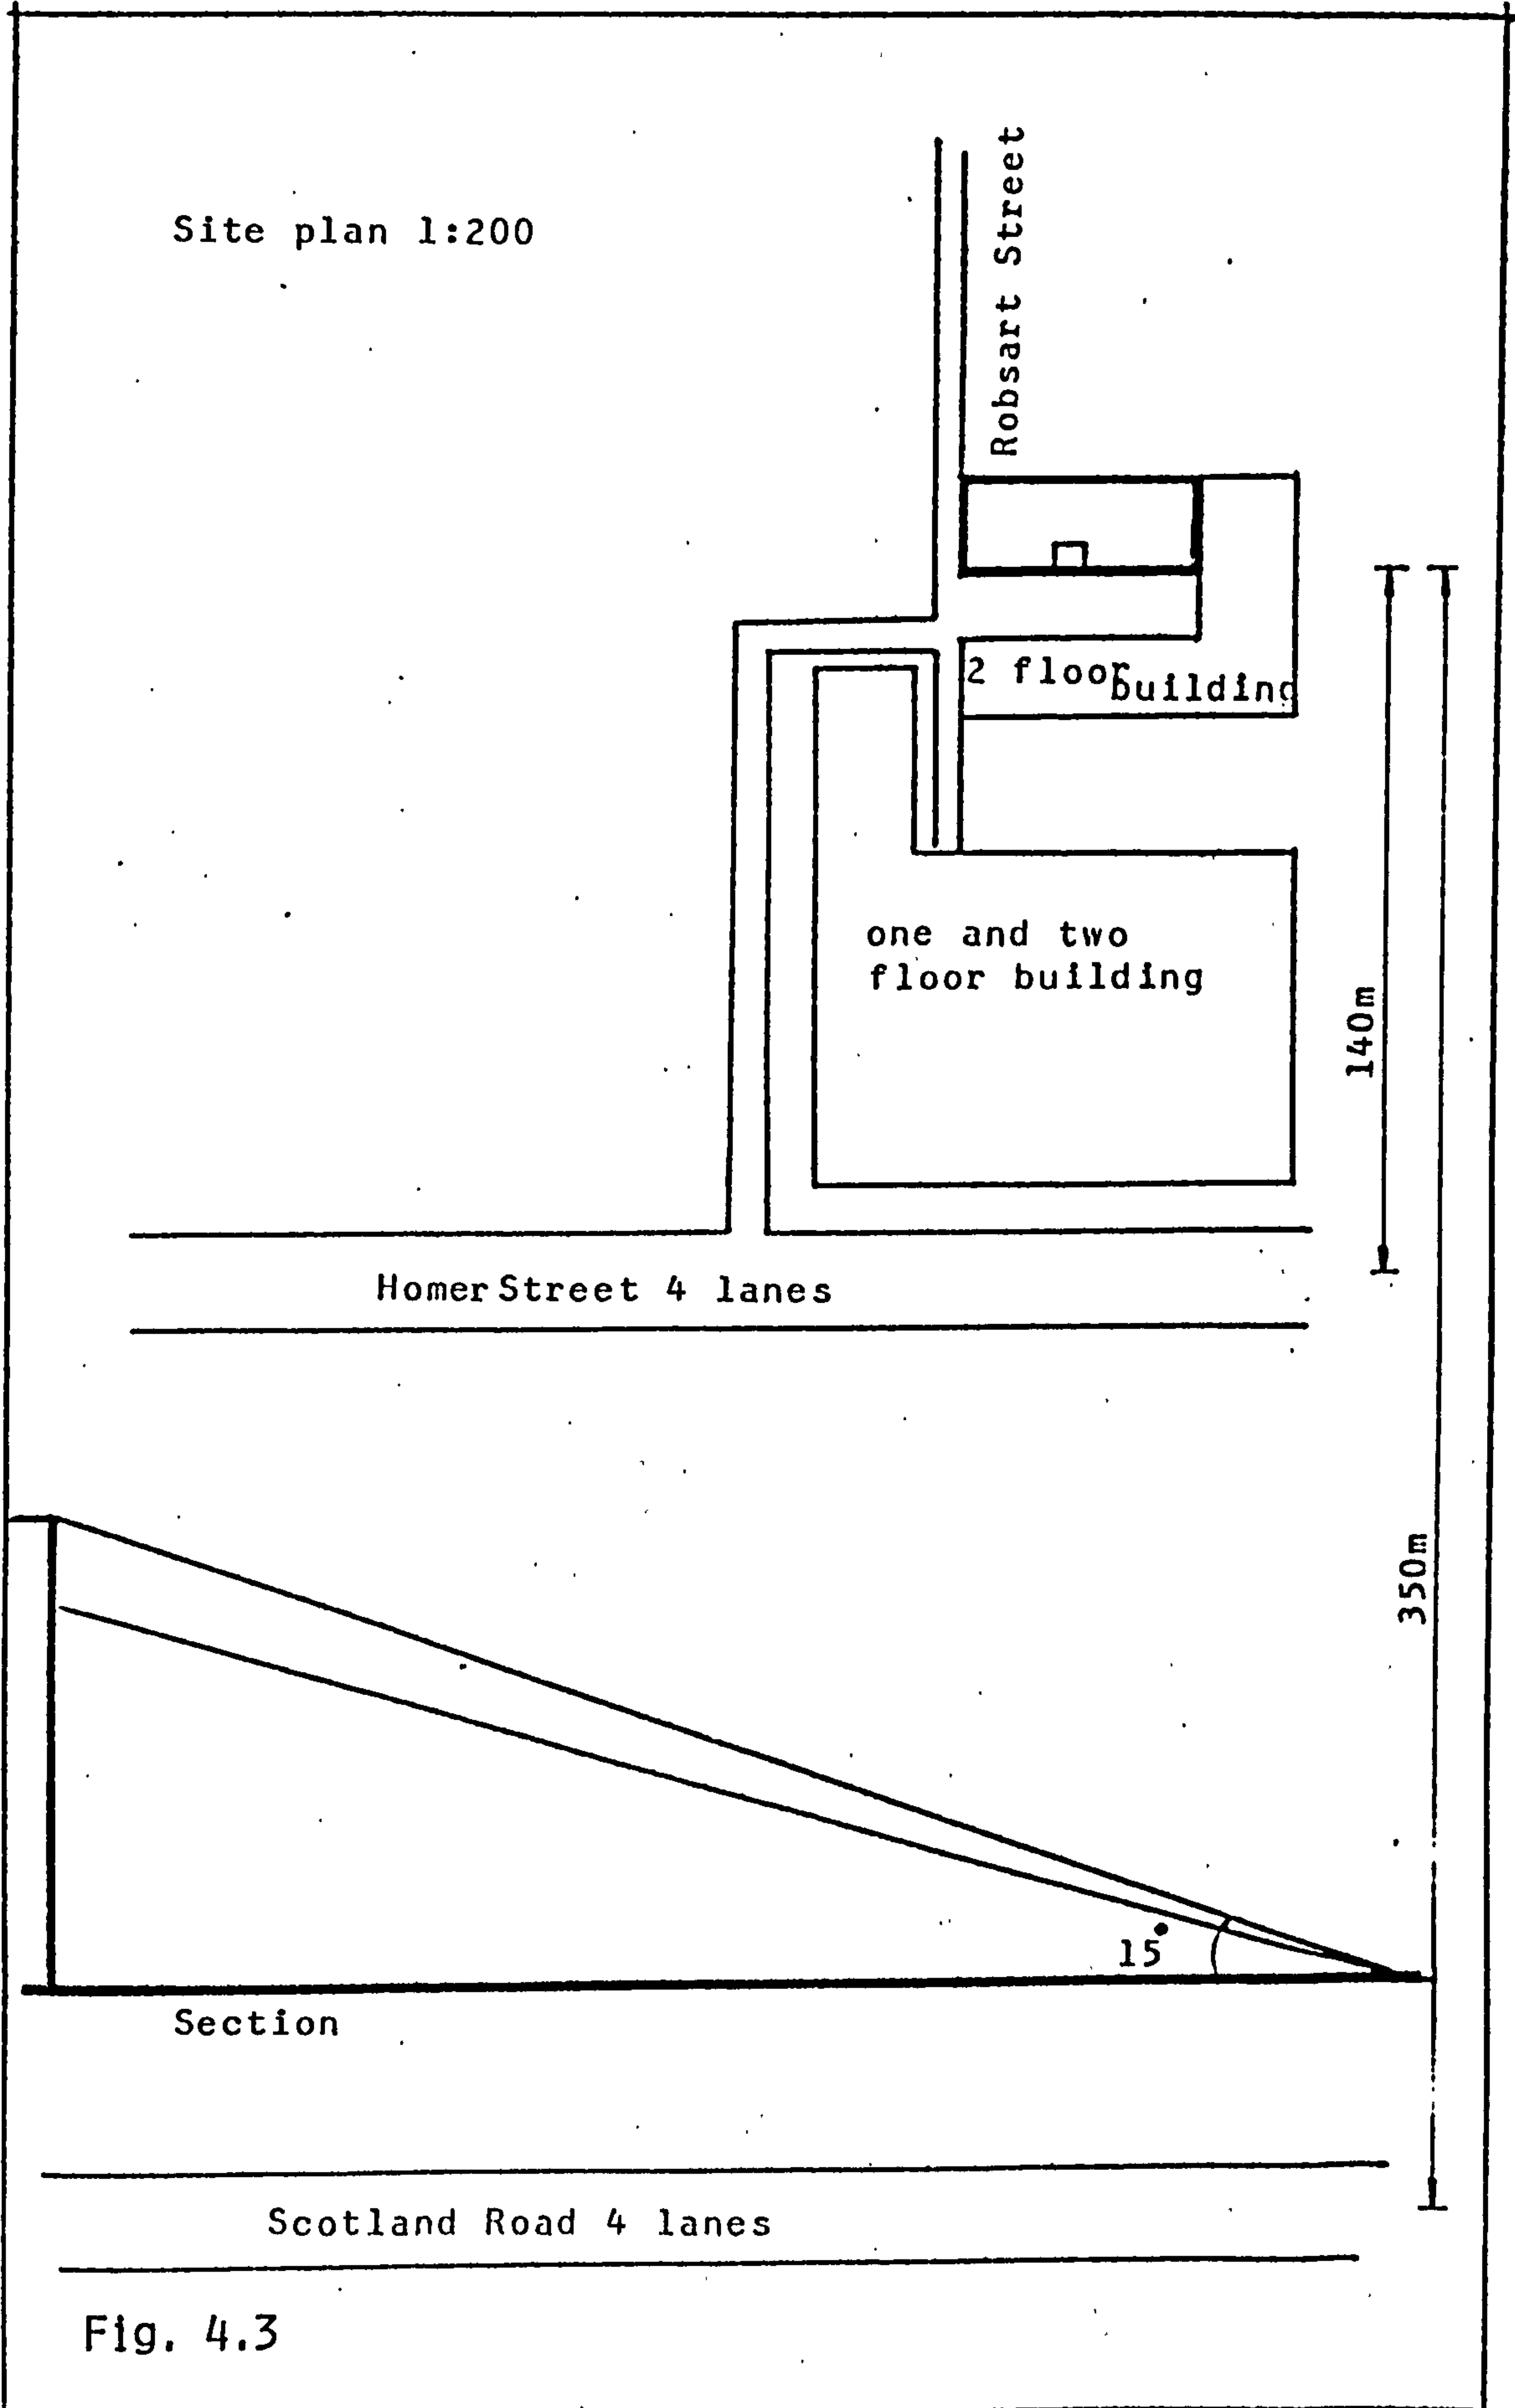 Site plan 1:200
Robsart Street
2 floor building
one and two
floor building
140m
Homer Street 4 lanes
350m
15°
Section
Scotland Road 4 lanes
Fig. 4.3